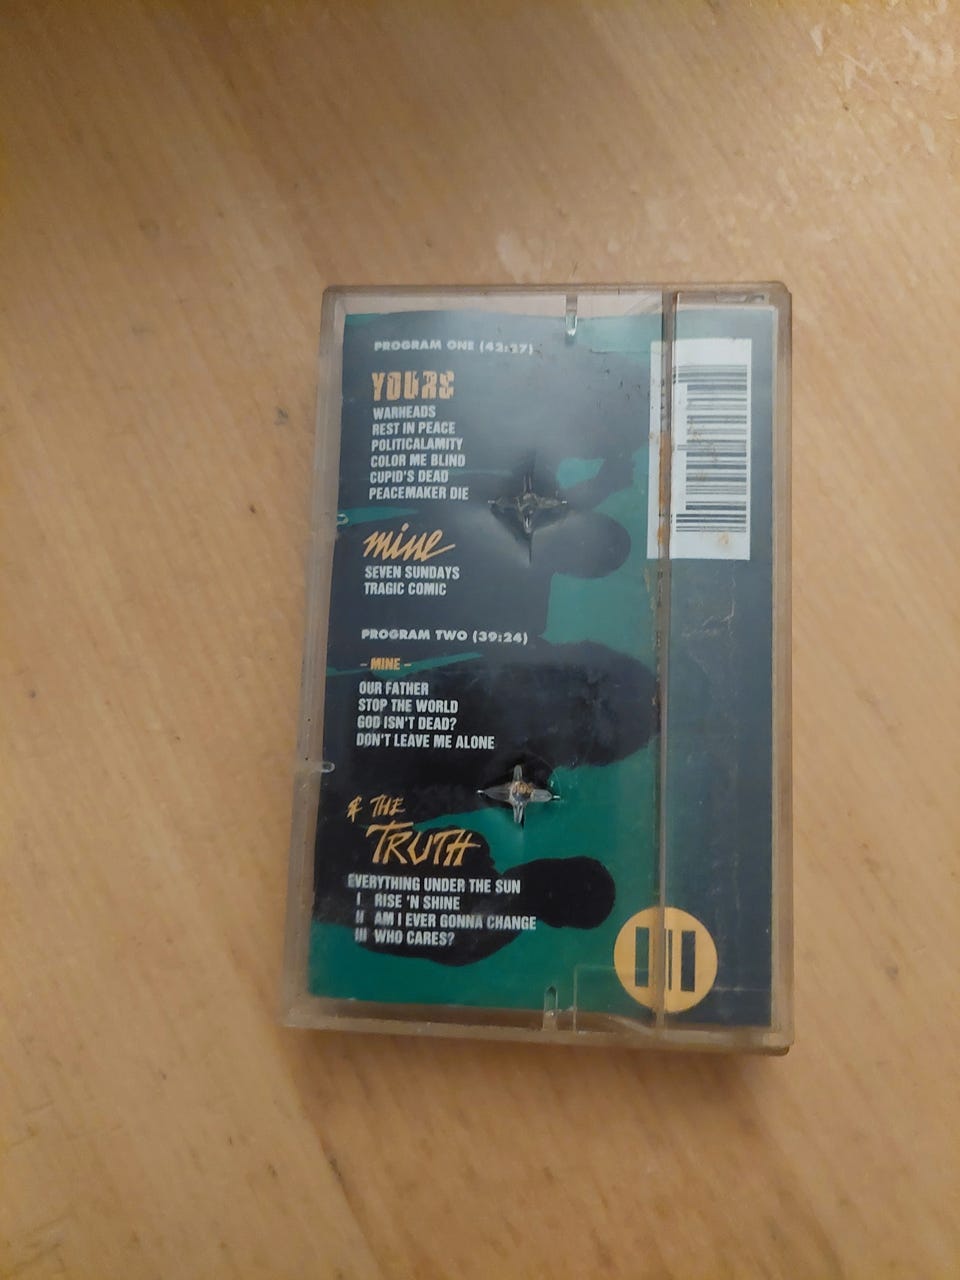 PROGRAM ONE (42:27)
YOURS
WARHEADS
REST IN PEACE
POLITICALAMITY
COLOR ME BLIND
CUPID'S DEAD
PEACEMAKER DIE
mine
SEVEN SUNDAYS
TRAGIC COMIC
PROGRAM TWO (39:24)
– MINE –
OUR FATHER
STOP THE WORLD
GOD ISN'T DEAD?
DON'T LEAVE ME ALONE
& THE
TRUTH
EVERYTHING UNDER THE SUN
I RISE 'N SHINE
II AM I EVER GONNA CHANGE
III WHO CARES?
III